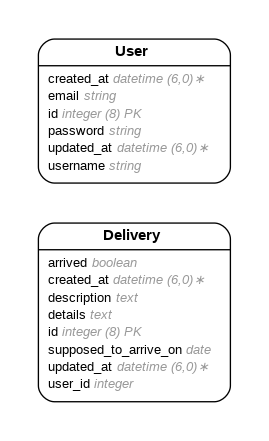 User
created_at datetime (6,0)∗
email string
id integer (8) PK
password string
updated_at datetime (6,0)∗
username string
Delivery
arrived boolean
created_at datetime (6,0)∗
description text
details text
id integer (8) PK
supposed_to_arrive_on date
updated_at datetime (6,0)∗
user_id integer